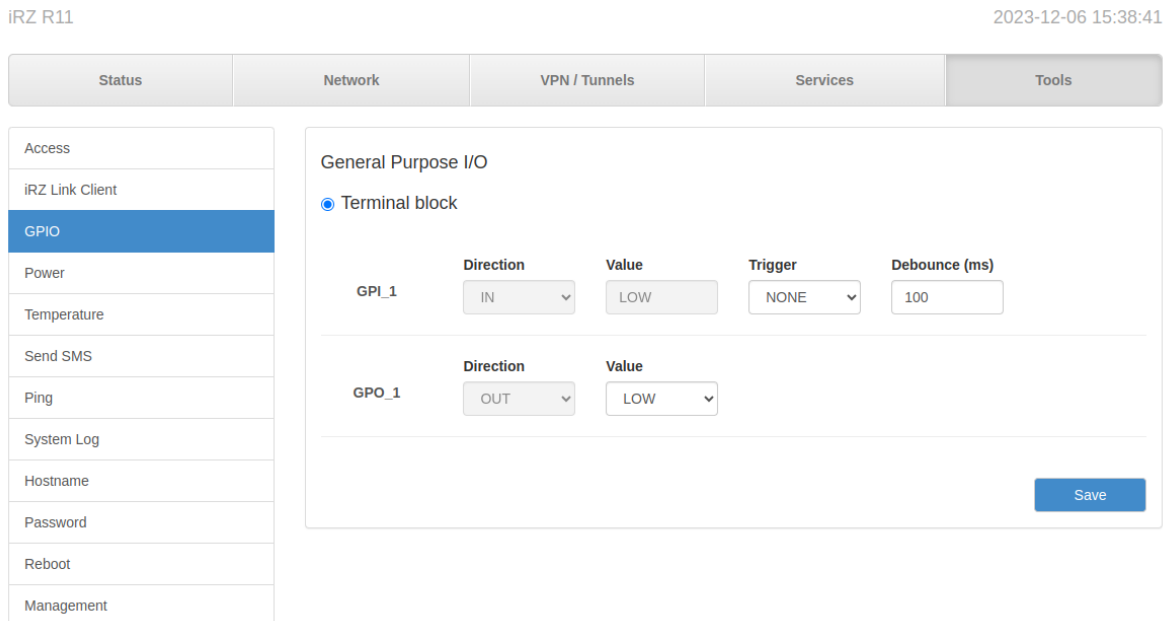 iRZ R11 2023-12-06 15:38:41
Status Network VPN / Tunnels Services Tools
Access
iRZ Link Client
GPIO
Power
Temperature
Send SMS
Ping
System Log
Hostname
Password
Reboot
Management
General Purpose I/O
Terminal block
Direction Value Trigger Debounce (ms)
GPI_1 IN LOW NONE 100
Direction Value
GPO_1 OUT LOW
Save